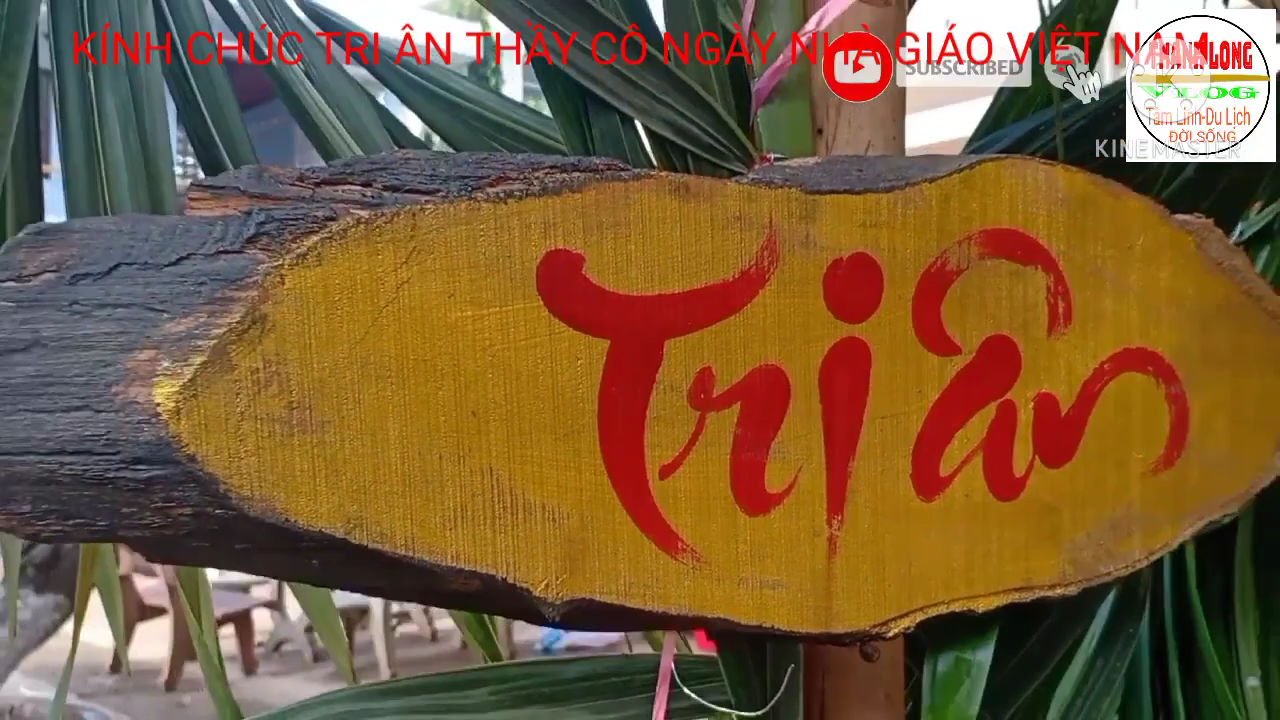 KÍNH CHÚC TRI ÂN THẦY CÔ NGÀY NHÀ GIÁO VIỆT NAM
SUBSCRIBED
LONG
VLOG
Tâm Linh-Du Lịch
ĐỜI SỐNG
KINEMASTER
Tri ân